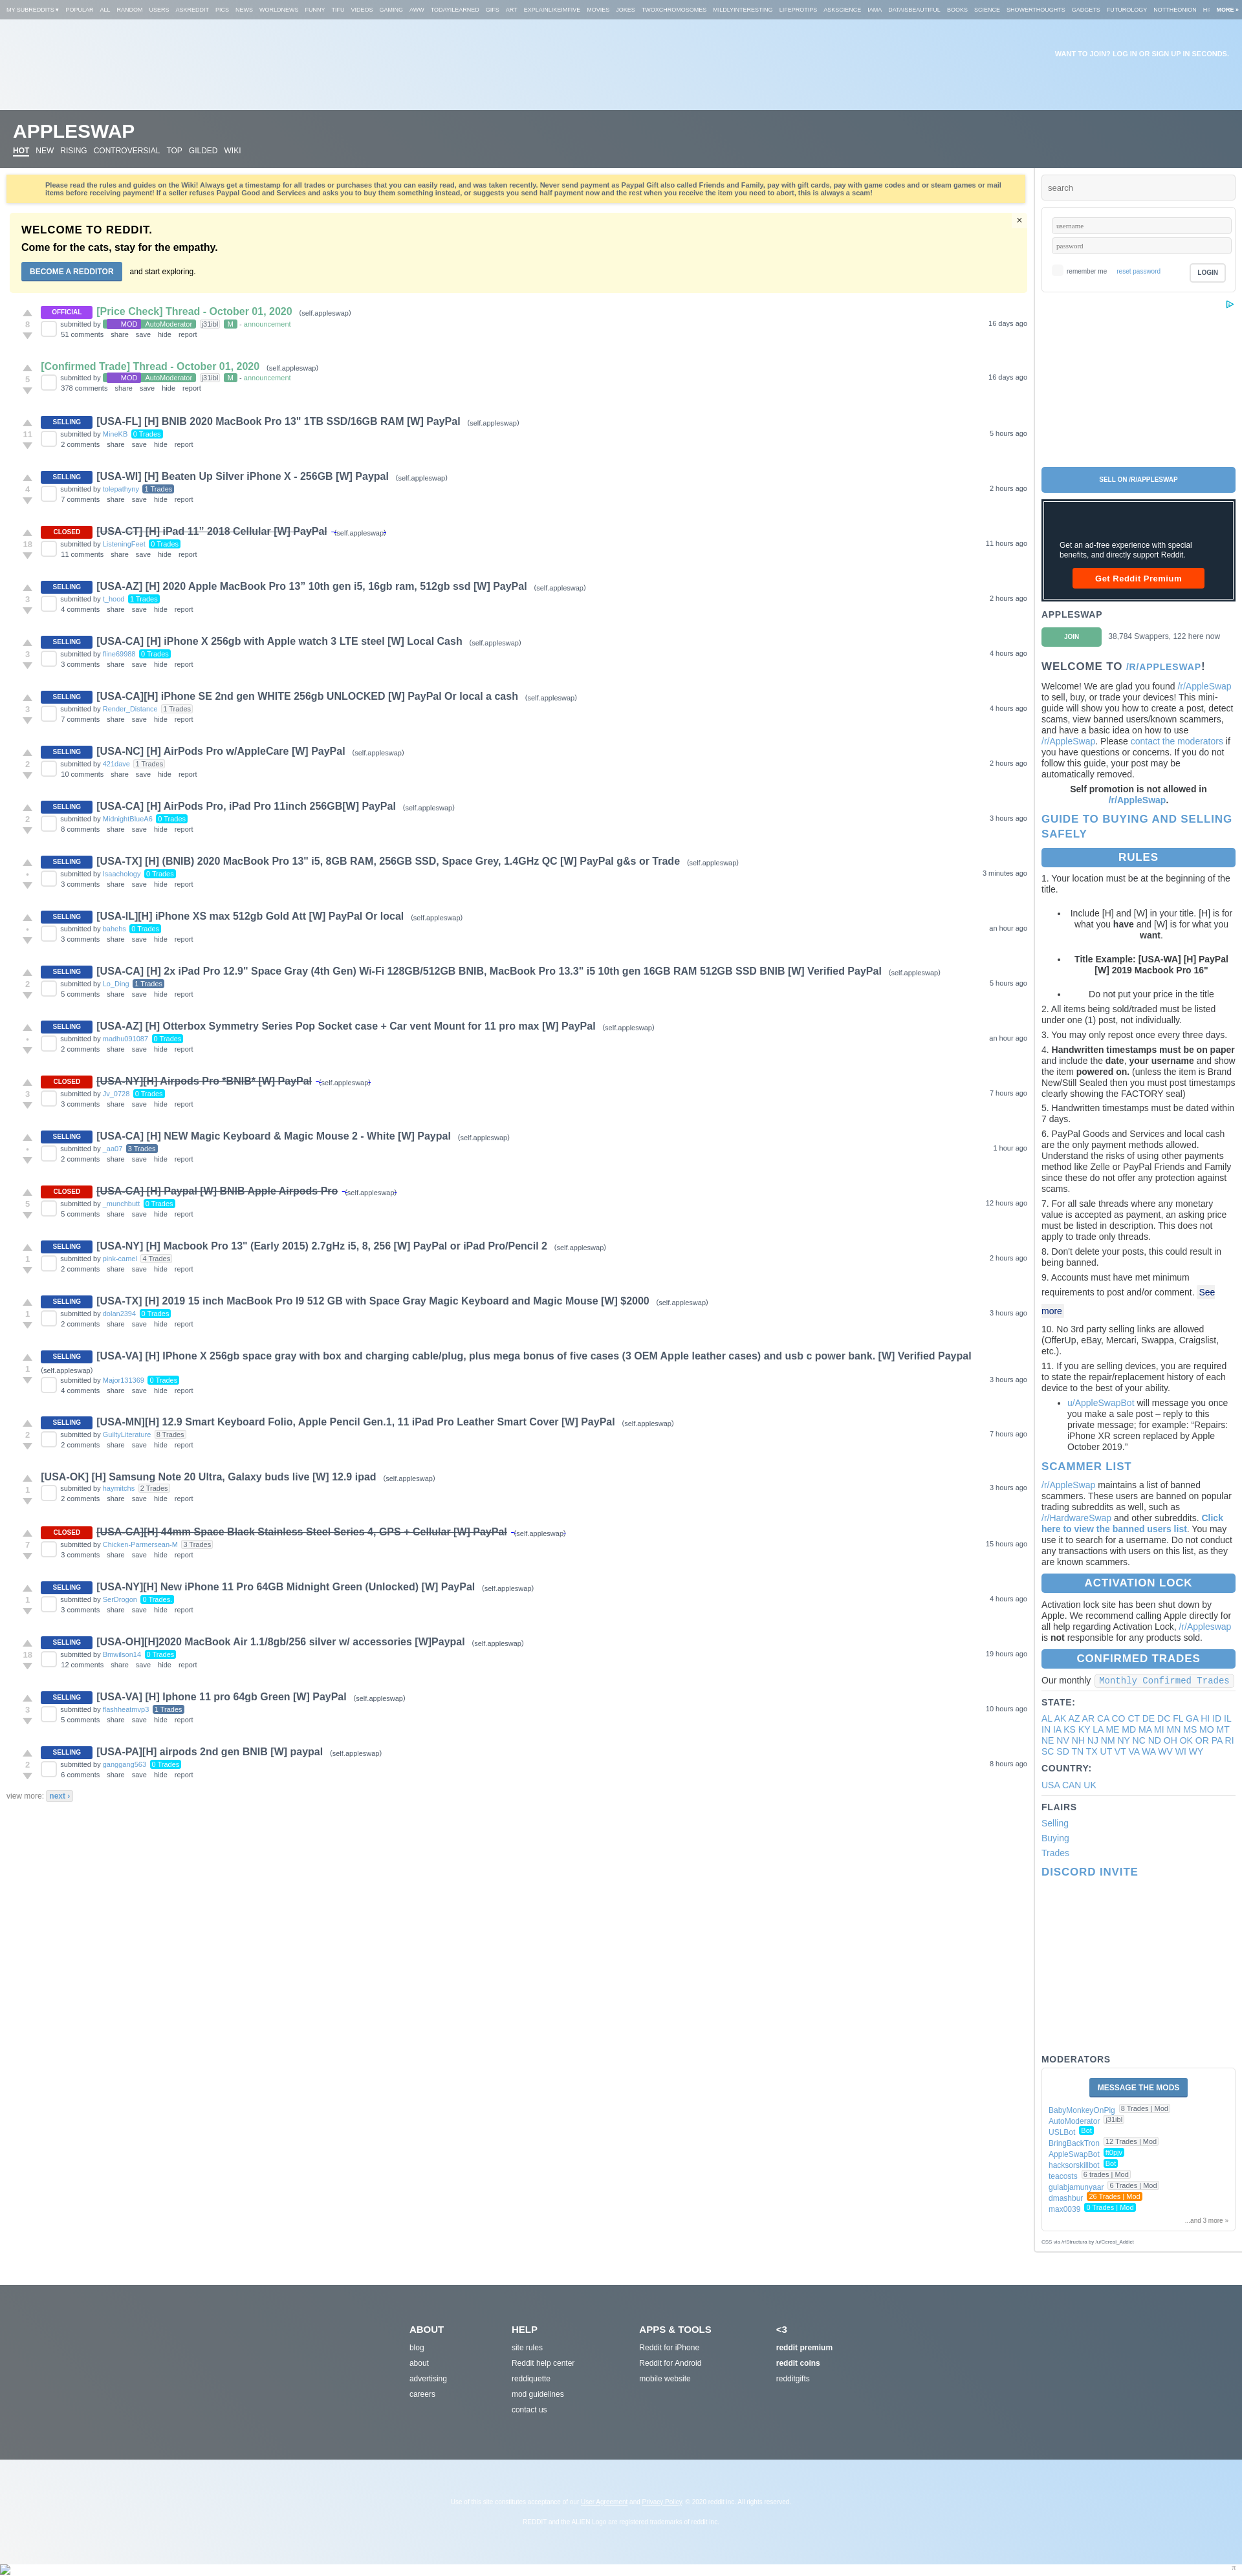 MY SUBREDDITS ▾ POPULAR ALL RANDOM USERS ASKREDDIT PICS NEWS WORLDNEWS FUNNY TIFU VIDEOS GAMING AWW TODAYILEARNED GIFS ART EXPLAINLIKEIMFIVE MOVIES JOKES TWOXCHROMOSOMES MILDLYINTERESTING LIFEPROTIPS ASKSCIENCE IAMA DATAISBEAUTIFUL BOOKS SCIENCE SHOWERTHOUGHTS GADGETS FUTUROLOGY NOTTHEONION HI MORE »
WANT TO JOIN? LOG IN OR SIGN UP IN SECONDS.
APPLESWAP
HOT NEW RISING CONTROVERSIAL TOP GILDED WIKI
Please read the rules and guides on the Wiki! Always get a timestamp for all trades or purchases that you can easily read, and was taken recently. Never send payment as Paypal Gift also called Friends and Family, pay with gift cards, pay with game codes and or steam games or mail
items before receiving payment! If a seller refuses Paypal Good and Services and asks you to buy them something instead, or suggests you send half payment now and the rest when you receive the item you need to abort, this is always a scam!
WELCOME TO REDDIT.
×
Come for the cats, stay for the empathy.
BECOME A REDDITOR and start exploring.
OFFICIAL [Price Check] Thread - October 01, 2020 (self.appleswap)
8 submitted by MOD AutoModerator j31ibl M - announcement 16 days ago
51 comments share save hide report
[Confirmed Trade] Thread - October 01, 2020 (self.appleswap)
5 submitted by MOD AutoModerator j31ibl M - announcement 16 days ago
378 comments share save hide report
SELLING [USA-FL] [H] BNIB 2020 MacBook Pro 13" 1TB SSD/16GB RAM [W] PayPal (self.appleswap)
11 submitted by MineKB 0 Trades 5 hours ago
2 comments share save hide report
SELLING [USA-WI] [H] Beaten Up Silver iPhone X - 256GB [W] Paypal (self.appleswap)
4 submitted by tolepathyny 1 Trades 2 hours ago
7 comments share save hide report
CLOSED [USA-CT] [H] iPad 11" 2018 Cellular [W] PayPal (self.appleswap)
18 submitted by ListeningFeet 0 Trades 11 hours ago
11 comments share save hide report
SELLING [USA-AZ] [H] 2020 Apple MacBook Pro 13" 10th gen i5, 16gb ram, 512gb ssd [W] PayPal (self.appleswap)
3 submitted by t_hood 1 Trades 2 hours ago
4 comments share save hide report
SELLING [USA-CA] [H] iPhone X 256gb with Apple watch 3 LTE steel [W] Local Cash (self.appleswap)
3 submitted by fline69988 0 Trades 4 hours ago
3 comments share save hide report
SELLING [USA-CA][H] iPhone SE 2nd gen WHITE 256gb UNLOCKED [W] PayPal Or local a cash (self.appleswap)
3 submitted by Render_Distance 1 Trades 4 hours ago
7 comments share save hide report
SELLING [USA-NC] [H] AirPods Pro w/AppleCare [W] PayPal (self.appleswap)
2 submitted by 421dave 1 Trades 2 hours ago
10 comments share save hide report
SELLING [USA-CA] [H] AirPods Pro, iPad Pro 11inch 256GB[W] PayPal (self.appleswap)
2 submitted by MidnightBlueA6 0 Trades 3 hours ago
8 comments share save hide report
SELLING [USA-TX] [H] (BNIB) 2020 MacBook Pro 13" i5, 8GB RAM, 256GB SSD, Space Grey, 1.4GHz QC [W] PayPal g&s or Trade (self.appleswap)
• submitted by Isaachology 0 Trades 3 minutes ago
3 comments share save hide report
SELLING [USA-IL][H] iPhone XS max 512gb Gold Att [W] PayPal Or local (self.appleswap)
• submitted by bahehs 0 Trades an hour ago
3 comments share save hide report
SELLING [USA-CA] [H] 2x iPad Pro 12.9" Space Gray (4th Gen) Wi-Fi 128GB/512GB BNIB, MacBook Pro 13.3" i5 10th gen 16GB RAM 512GB SSD BNIB [W] Verified PayPal (self.appleswap)
2 submitted by Lo_Ding 1 Trades 5 hours ago
5 comments share save hide report
SELLING [USA-AZ] [H] Otterbox Symmetry Series Pop Socket case + Car vent Mount for 11 pro max [W] PayPal (self.appleswap)
• submitted by madhu091087 0 Trades an hour ago
2 comments share save hide report
CLOSED [USA-NY][H] Airpods Pro *BNIB* [W] PayPal (self.appleswap)
3 submitted by Jv_0728 0 Trades 7 hours ago
3 comments share save hide report
SELLING [USA-CA] [H] NEW Magic Keyboard & Magic Mouse 2 - White [W] Paypal (self.appleswap)
• submitted by _aa07 3 Trades 1 hour ago
2 comments share save hide report
CLOSED [USA-CA] [H] Paypal [W] BNIB Apple Airpods Pro (self.appleswap)
5 submitted by _munchbutt 0 Trades 12 hours ago
5 comments share save hide report
SELLING [USA-NY] [H] Macbook Pro 13" (Early 2015) 2.7gHz i5, 8, 256 [W] PayPal or iPad Pro/Pencil 2 (self.appleswap)
1 submitted by pink-camel 4 Trades 2 hours ago
2 comments share save hide report
SELLING [USA-TX] [H] 2019 15 inch MacBook Pro I9 512 GB with Space Gray Magic Keyboard and Magic Mouse [W] $2000 (self.appleswap)
1 submitted by dolan2394 0 Trades 3 hours ago
2 comments share save hide report
SELLING [USA-VA] [H] IPhone X 256gb space gray with box and charging cable/plug, plus mega bonus of five cases (3 OEM Apple leather cases) and usb c power bank. [W] Verified Paypal
1 (self.appleswap)
submitted by Major131369 0 Trades 3 hours ago
4 comments share save hide report
SELLING [USA-MN][H] 12.9 Smart Keyboard Folio, Apple Pencil Gen.1, 11 iPad Pro Leather Smart Cover [W] PayPal (self.appleswap)
2 submitted by GuiltyLiterature 8 Trades 7 hours ago
2 comments share save hide report
[USA-OK] [H] Samsung Note 20 Ultra, Galaxy buds live [W] 12.9 ipad (self.appleswap)
1 submitted by haymitchs 2 Trades 3 hours ago
2 comments share save hide report
CLOSED [USA-CA][H] 44mm Space Black Stainless Steel Series 4, GPS + Cellular [W] PayPal (self.appleswap)
7 submitted by Chicken-Parmersean-M 3 Trades 15 hours ago
3 comments share save hide report
SELLING [USA-NY][H] New iPhone 11 Pro 64GB Midnight Green (Unlocked) [W] PayPal (self.appleswap)
1 submitted by SerDrogon 0 Trades 4 hours ago
3 comments share save hide report
SELLING [USA-OH][H]2020 MacBook Air 1.1/8gb/256 silver w/ accessories [W]Paypal (self.appleswap)
18 submitted by Bmwilson14 0 Trades 19 hours ago
12 comments share save hide report
SELLING [USA-VA] [H] Iphone 11 pro 64gb Green [W] PayPal (self.appleswap)
3 submitted by flashheatmvp3 1 Trades 10 hours ago
5 comments share save hide report
SELLING [USA-PA][H] airpods 2nd gen BNIB [W] paypal (self.appleswap)
2 submitted by ganggang563 0 Trades 8 hours ago
6 comments share save hide report
view more: next ›
search
username
password
remember me reset password LOGIN
SELL ON /R/APPLESWAP
Get an ad-free experience with special
benefits, and directly support Reddit.
Get Reddit Premium
APPLESWAP
JOIN 38,784 Swappers, 122 here now
WELCOME TO /R/APPLESWAP!
Welcome! We are glad you found /r/AppleSwap
to sell, buy, or trade your devices! This mini-
guide will show you how to create a post, detect
scams, view banned users/known scammers,
and have a basic idea on how to use
/r/AppleSwap. Please contact the moderators if
you have questions or concerns. If you do not
follow this guide, your post may be
automatically removed.
Self promotion is not allowed in
/r/AppleSwap.
GUIDE TO BUYING AND SELLING
SAFELY
RULES
1. Your location must be at the beginning of the
title.
• Include [H] and [W] in your title. [H] is for
what you have and [W] is for what you
want.
• Title Example: [USA-WA] [H] PayPal
[W] 2019 Macbook Pro 16"
• Do not put your price in the title
2. All items being sold/traded must be listed
under one (1) post, not individually.
3. You may only repost once every three days.
4. Handwritten timestamps must be on paper
and include the date, your username and show
the item powered on. (unless the item is Brand
New/Still Sealed then you must post timestamps
clearly showing the FACTORY seal)
5. Handwritten timestamps must be dated within
7 days.
6. PayPal Goods and Services and local cash
are the only payment methods allowed.
Understand the risks of using other payments
method like Zelle or PayPal Friends and Family
since these do not offer any protection against
scams.
7. For all sale threads where any monetary
value is accepted as payment, an asking price
must be listed in description. This does not
apply to trade only threads.
8. Don't delete your posts, this could result in
being banned.
9. Accounts must have met minimum
requirements to post and/or comment. See
more
10. No 3rd party selling links are allowed
(OfferUp, eBay, Mercari, Swappa, Craigslist,
etc.).
11. If you are selling devices, you are required
to state the repair/replacement history of each
device to the best of your ability.
• u/AppleSwapBot will message you once
you make a sale post – reply to this
private message; for example: “Repairs:
iPhone XR screen replaced by Apple
October 2019.”
SCAMMER LIST
/r/AppleSwap maintains a list of banned
scammers. These users are banned on popular
trading subreddits as well, such as
/r/HardwareSwap and other subreddits. Click
here to view the banned users list. You may
use it to search for a username. Do not conduct
any transactions with users on this list, as they
are known scammers.
ACTIVATION LOCK
Activation lock site has been shut down by
Apple. We recommend calling Apple directly for
all help regarding Activation Lock, /r/Appleswap
is not responsible for any products sold.
CONFIRMED TRADES
Our monthly Monthly Confirmed Trades
STATE:
AL AK AZ AR CA CO CT DE DC FL GA HI ID IL
IN IA KS KY LA ME MD MA MI MN MS MO MT
NE NV NH NJ NM NY NC ND OH OK OR PA RI
SC SD TN TX UT VT VA WA WV WI WY
COUNTRY:
USA CAN UK
FLAIRS
Selling
Buying
Trades
DISCORD INVITE
MODERATORS
MESSAGE THE MODS
BabyMonkeyOnPig 8 Trades | Mod
AutoModerator j31ibl
USLBot Bot
BringBackTron 12 Trades | Mod
AppleSwapBot ft0pjv
hacksorskillbot Bot
teacosts 6 trades | Mod
gulabjamunyaar 6 Trades | Mod
dmashbur 26 Trades | Mod
max0039 0 Trades | Mod
...and 3 more »
CSS via /r/Structura by /u/Cereal_Addict
ABOUT
blog
about
advertising
careers
HELP
site rules
Reddit help center
reddiquette
mod guidelines
contact us
APPS & TOOLS
Reddit for iPhone
Reddit for Android
mobile website
<3
reddit premium
reddit coins
redditgifts
Use of this site constitutes acceptance of our User Agreement and Privacy Policy. © 2020 reddit inc. All rights reserved.
REDDIT and the ALIEN Logo are registered trademarks of reddit inc.
π